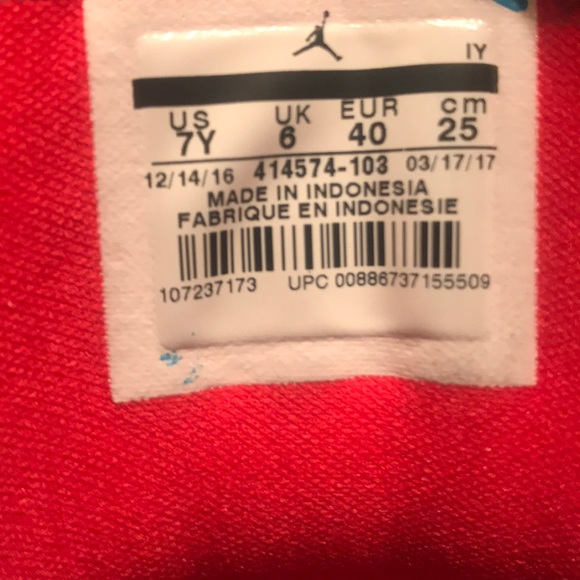 IY
US UK EUR cm
7Y 6 40 25
12/14/16 414574-103 03/17/17
MADE IN INDONESIA
FABRIQUE EN INDONESIE
107237173 UPC 00886737155509